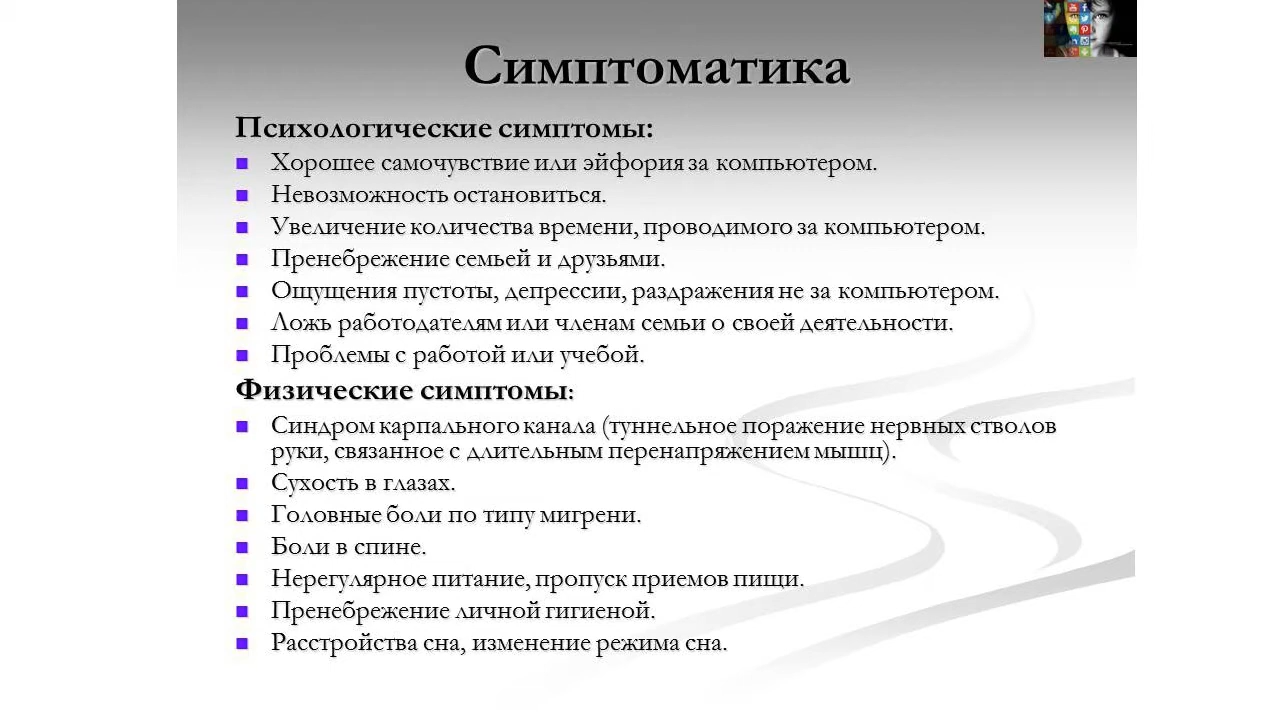 Симптоматика
Психологические симптомы:
Хорошее самочувствие или эйфория за компьютером.
Невозможность остановиться.
Увеличение количества времени, проводимого за компьютером.
Пренебрежение семьей и друзьями.
Ощущения пустоты, депрессии, раздражения не за компьютером.
Ложь работодателям или членам семьи о своей деятельности.
Проблемы с работой или учебой.
Физические симптомы:
Синдром карпального канала (туннельное поражение нервных стволов
руки, связанное с длительным перенапряжением мышц).
Сухость в глазах.
Головные боли по типу мигрени.
Боли в спине.
Нерегулярное питание, пропуск приемов пищи.
Пренебрежение личной гигиеной.
Расстройства сна, изменение режима сна.